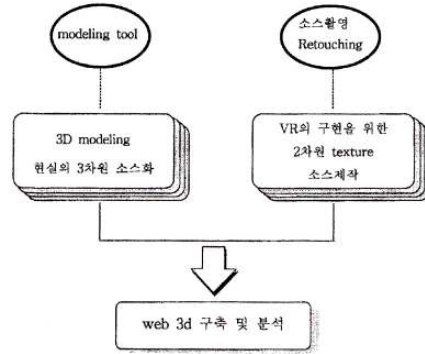 modeling tool
소스촬영
Retouching
3D modeling
현실의 3차원 소스화
VR의 구현을 위한
2차원 texture
소스제작
web 3d 구축 및 분석